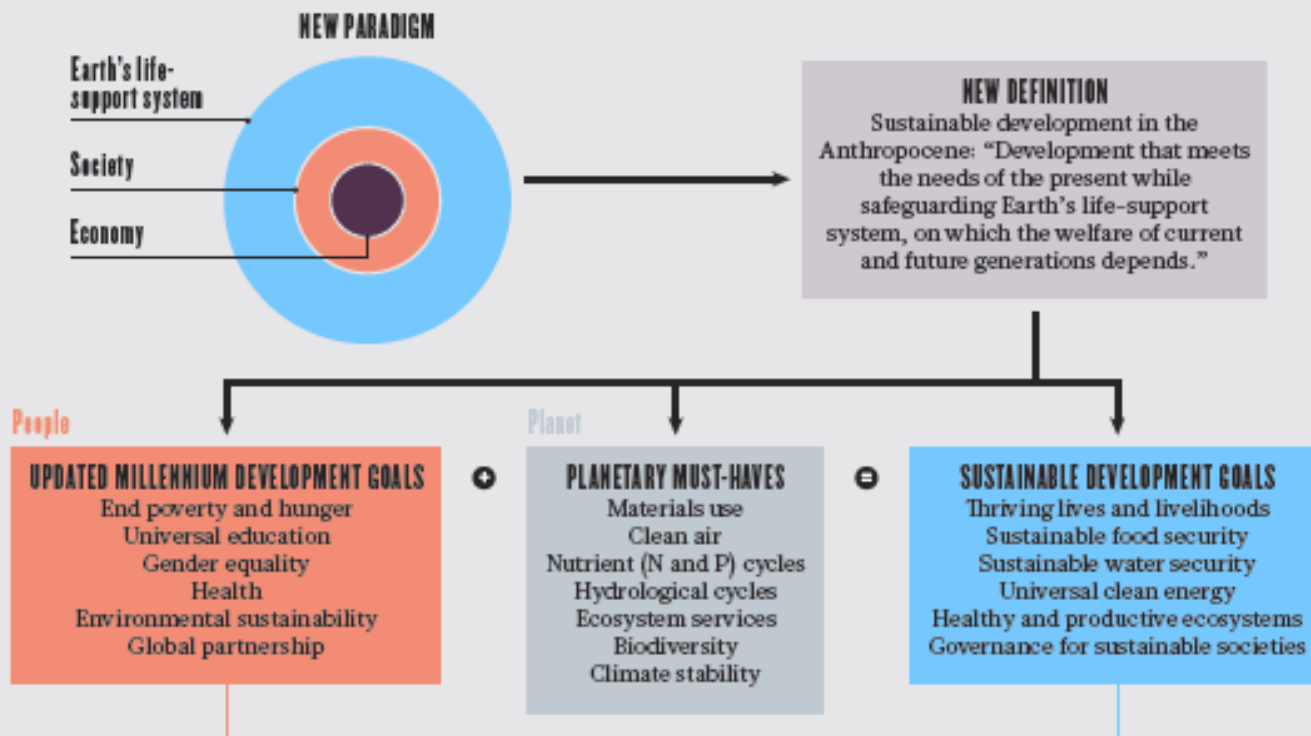 NEW PARADIGM
Earth's life-
support system
Society
Economy
NEW DEFINITION
Sustainable development in the
Anthropocene: “Development that meets
the needs of the present while
safeguarding Earth's life-support
system, on which the welfare of current
and future generations depends.”
People
UPDATED MILLENNIUM DEVELOPMENT GOALS
End poverty and hunger
Universal education
Gender equality
Health
Environmental sustainability
Global partnership
+
Planet
PLANETARY MUST-HAVES
Materials use
Clean air
Nutrient (N and P) cycles
Hydrological cycles
Ecosystem services
Biodiversity
Climate stability
=
SUSTAINABLE DEVELOPMENT GOALS
Thriving lives and livelihoods
Sustainable food security
Sustainable water security
Universal clean energy
Healthy and productive ecosystems
Governance for sustainable societies